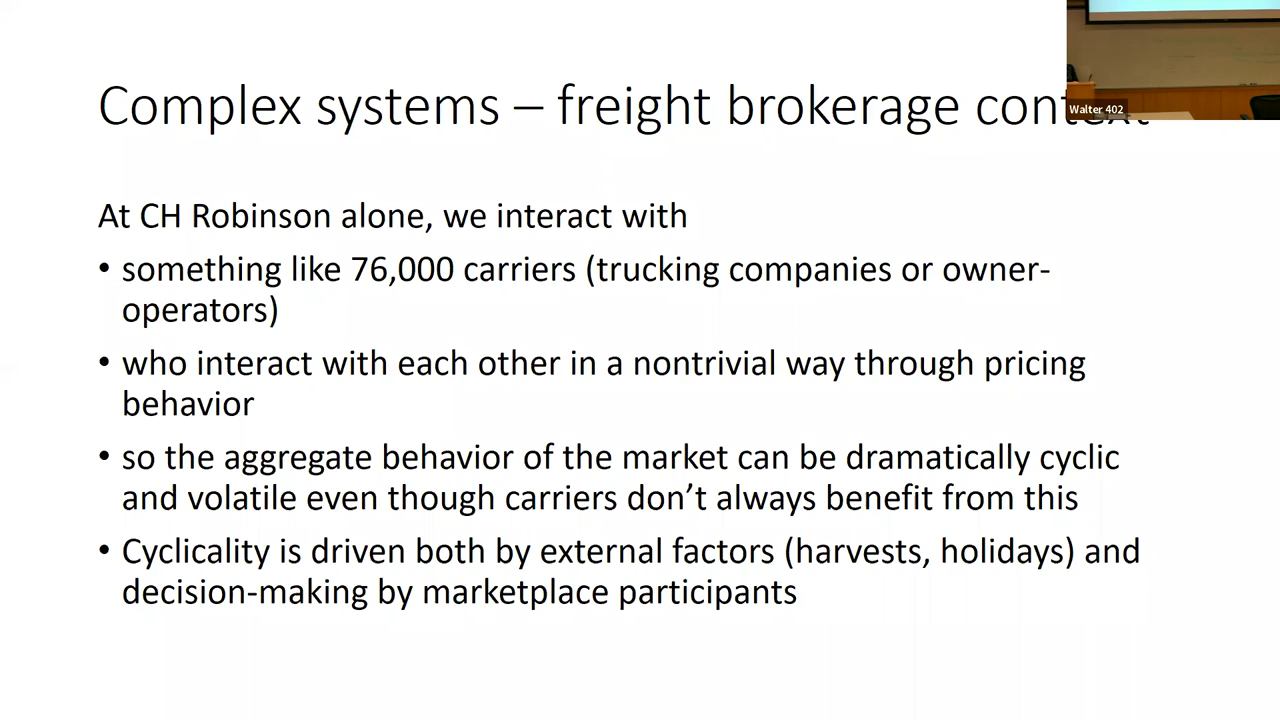 Complex systems – freight brokerage context
Walter 402
At CH Robinson alone, we interact with
• something like 76,000 carriers (trucking companies or owner-
operators)
• who interact with each other in a nontrivial way through pricing
behavior
• so the aggregate behavior of the market can be dramatically cyclic
and volatile even though carriers don’t always benefit from this
• Cyclicality is driven both by external factors (harvests, holidays) and
decision-making by marketplace participants